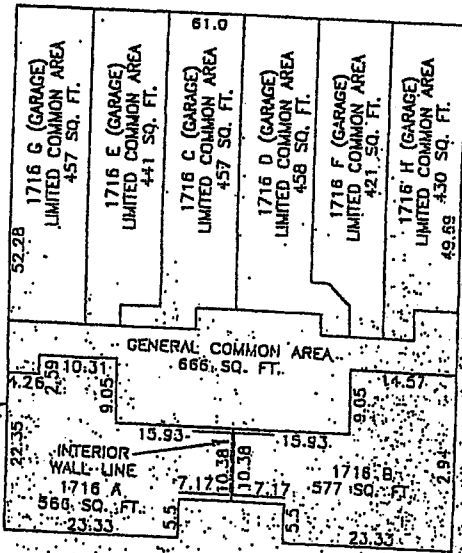 61.0
1716 G (GARAGE)
LIMITED COMMON AREA
457 SQ. FT.
1716 E (GARAGE)
LIMITED COMMON AREA
441 SQ. FT.
1716 C (GARAGE)
LIMITED COMMON AREA
457 SQ. FT.
1716 D (GARAGE)
LIMITED COMMON AREA
458 SQ. FT.
1716 F (GARAGE)
LIMITED COMMON AREA
421 SQ. FT.
1716 H (GARAGE)
LIMITED COMMON AREA
430 SQ. FT.
52.28
49.69
GENERAL COMMON AREA
666 SQ. FT.
4.26
2.59
10.31
9.05
14.57
9.05
22.35
15.93
15.93
INTERIOR
WALL LINE
10.38
10.38
1716 A
566 SQ. FT.
1716 B
577 SQ. FT.
2.94
7.17
7.17
5.5
5.5
23.33
23.33